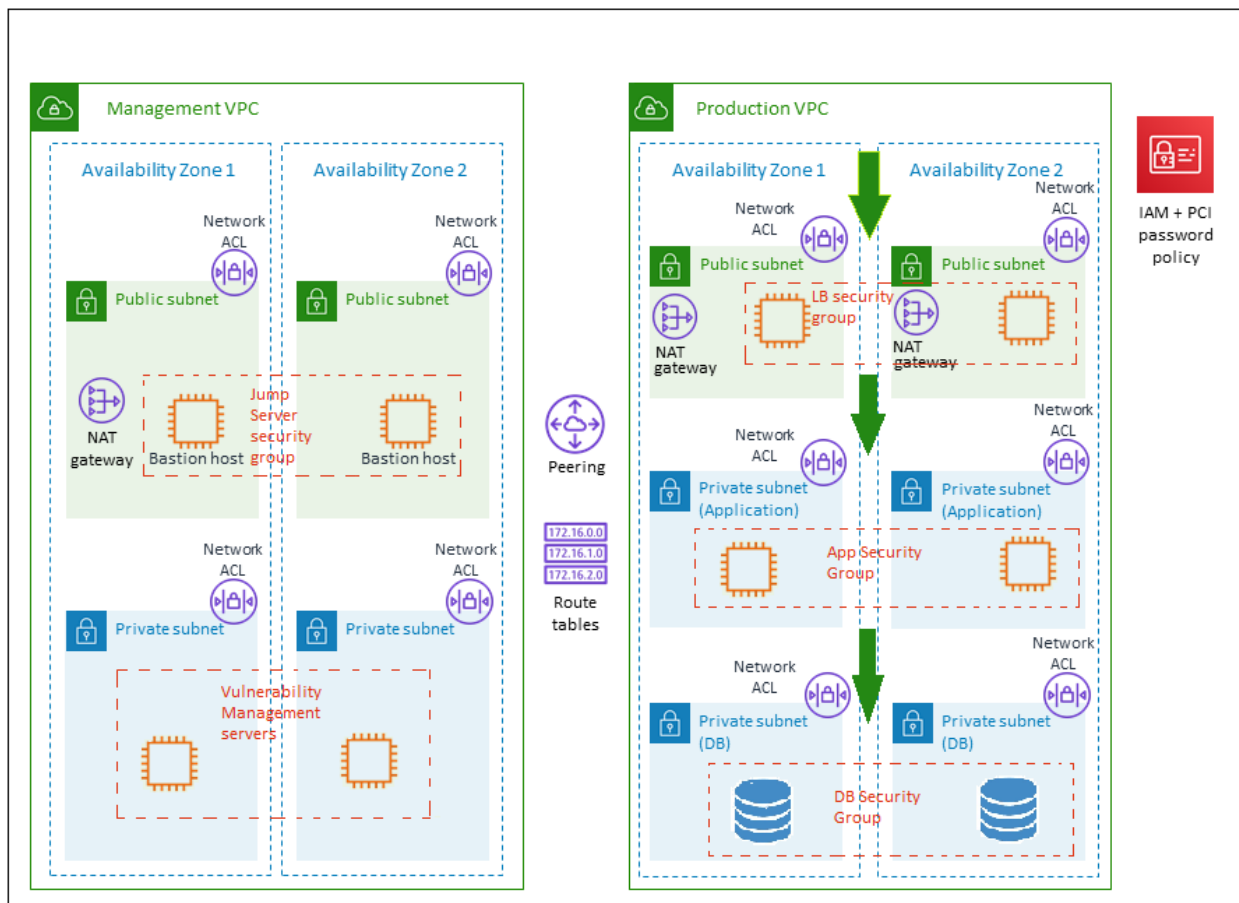 Management VPC
Availability Zone 1
Availability Zone 2
Network
ACL
Network
ACL
Public subnet
Public subnet
NAT
gateway
Jump
Server
security
group
Bastion host
Bastion host
Network
ACL
Network
ACL
Private subnet
Private subnet
Vulnerability
Management
servers
Peering
172.16.0.0
172.16.1.0
172.16.2.0
Route
tables
Production VPC
Availability Zone 1
Availability Zone 2
Network
ACL
Network
ACL
Public subnet
Public subnet
LB security
group
NAT
gateway
NAT
gateway
Network
ACL
Network
ACL
Private subnet
(Application)
Private subnet
(Application)
App Security
Group
Network
ACL
Network
ACL
Private subnet
(DB)
Private subnet
(DB)
DB Security
Group
IAM + PCI
password
policy